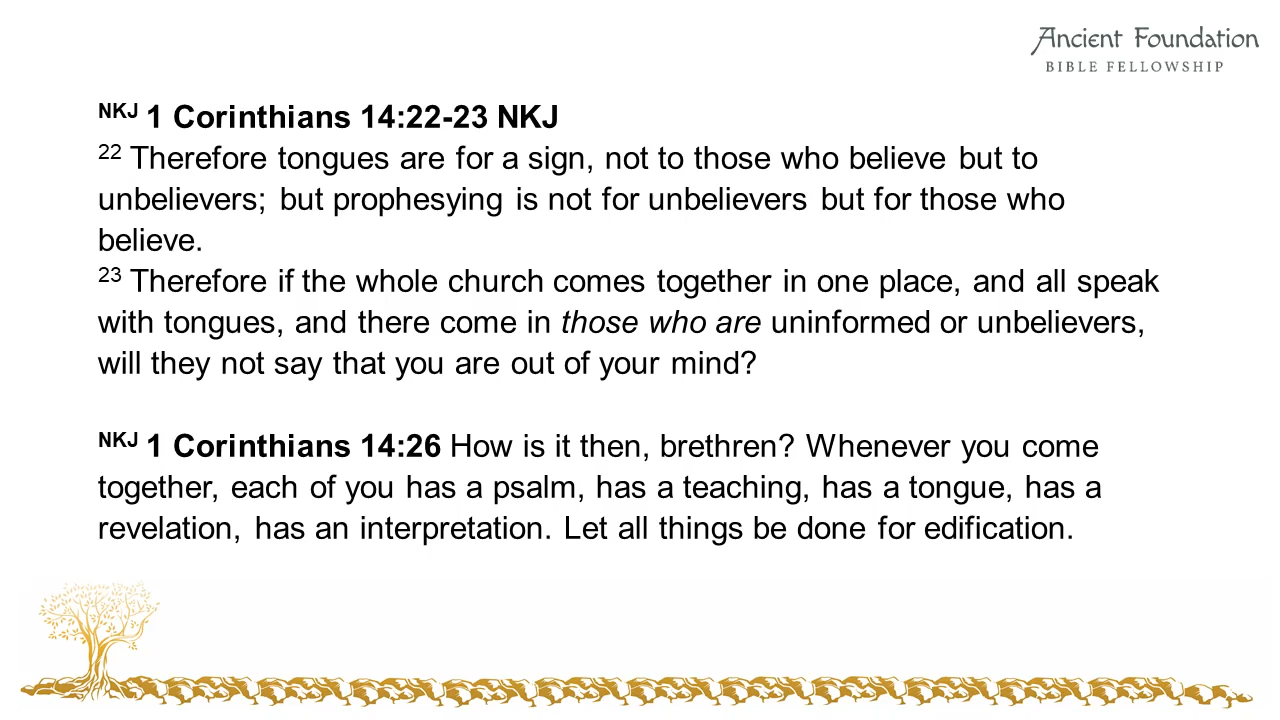 Ancient Foundation
BIBLE FELLOWSHIP
NKJ 1 Corinthians 14:22-23 NKJ
22 Therefore tongues are for a sign, not to those who believe but to
unbelievers; but prophesying is not for unbelievers but for those who
believe.
23 Therefore if the whole church comes together in one place, and all speak
with tongues, and there come in those who are uninformed or unbelievers,
will they not say that you are out of your mind?
NKJ 1 Corinthians 14:26 How is it then, brethren? Whenever you come
together, each of you has a psalm, has a teaching, has a tongue, has a
revelation, has an interpretation. Let all things be done for edification.